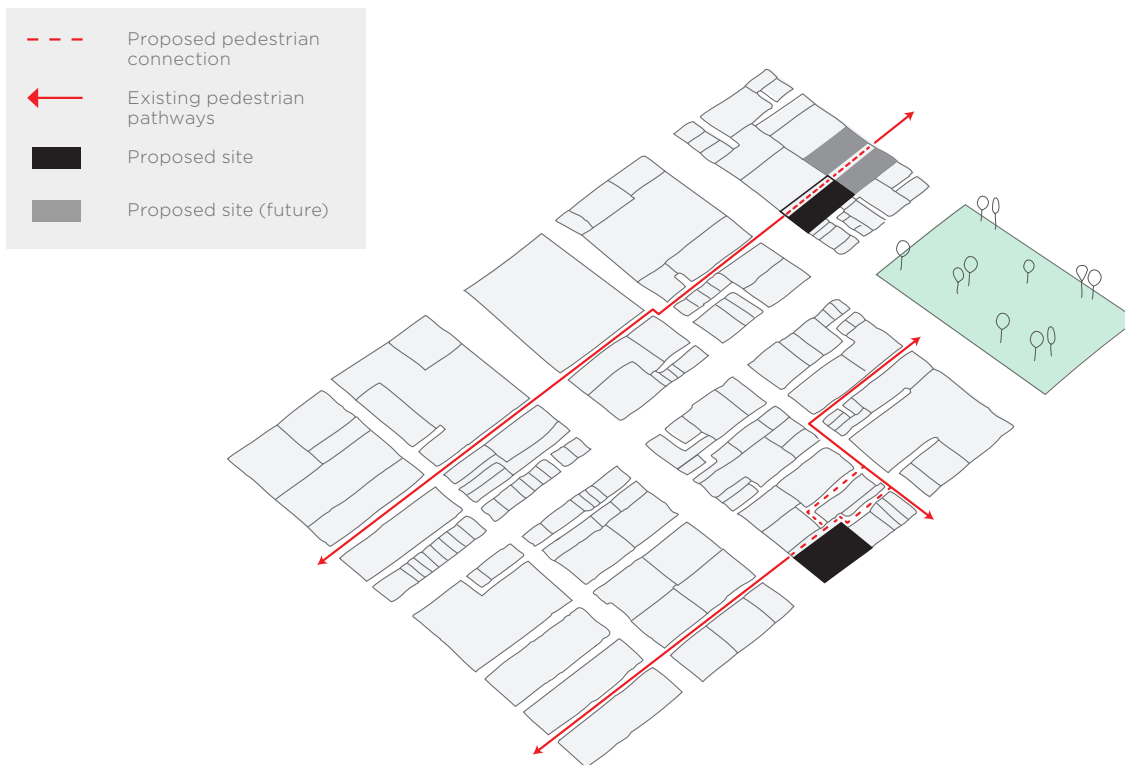 Proposed pedestrian
connection
Existing pedestrian
pathways
Proposed site
Proposed site (future)